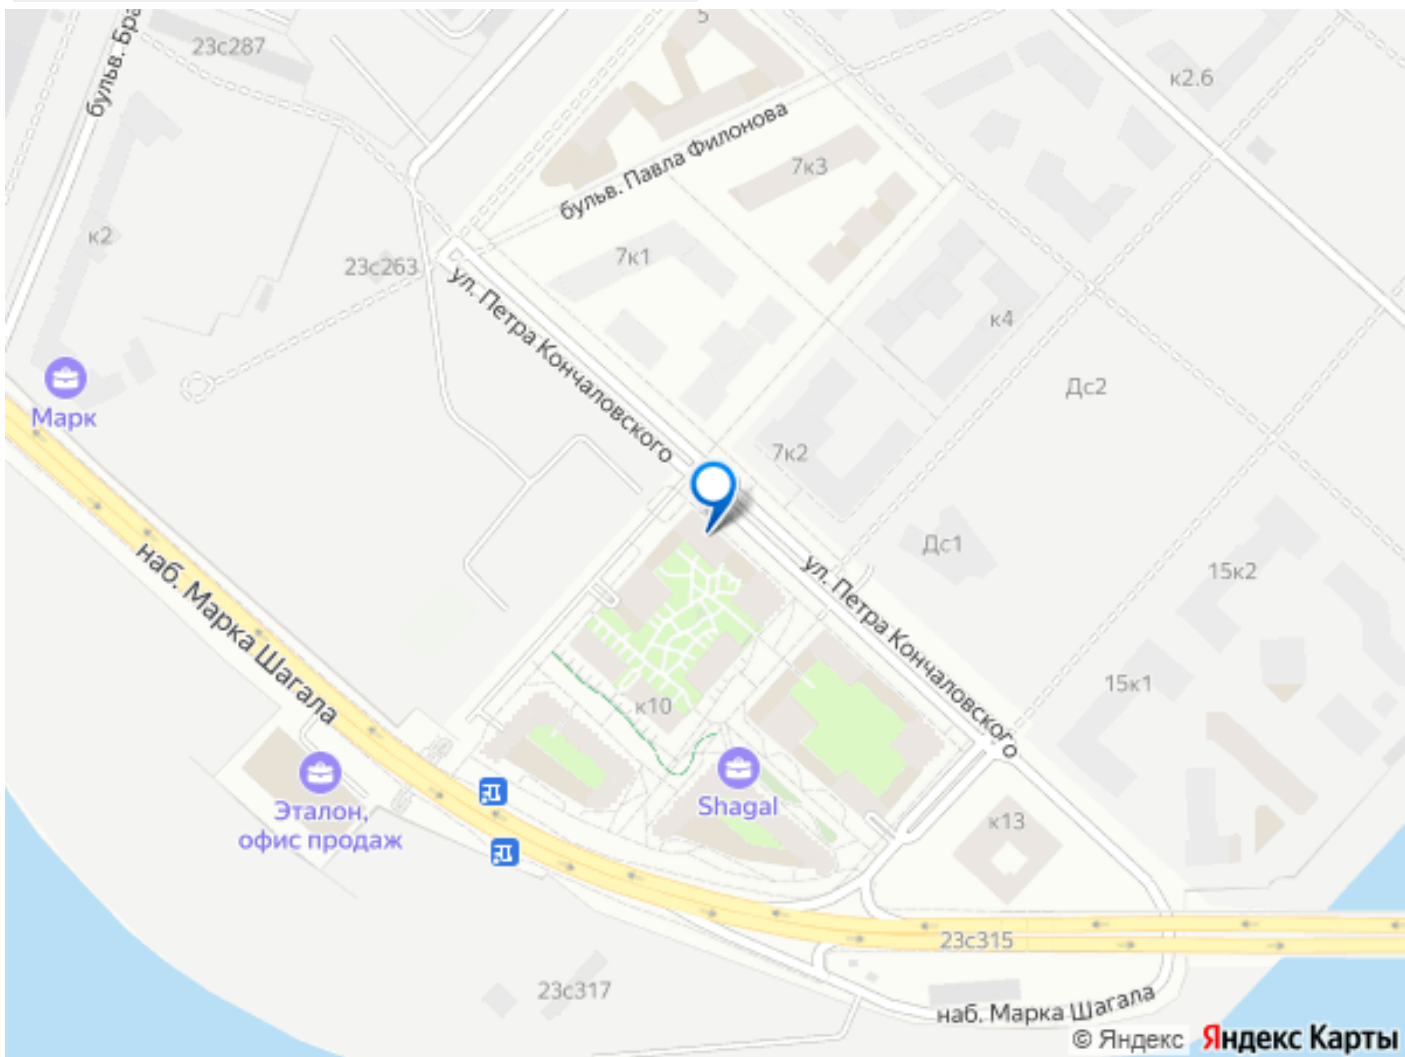 5
23с287
бульв. Бра
к2.6
бульв. Павла Филонова
7к3
к2
23с263
7к1
ул. Петра Кончаловского
к4
Марк
Дс2
7к2
Дс1
15к2
наб. Марка Шагала
ул. Петра Кончаловского
15к1
к10
Shagal
Эталон,
офис продаж
к13
23с315
23с317
наб. Марка Шагала
© Яндекс Яндекс Карты